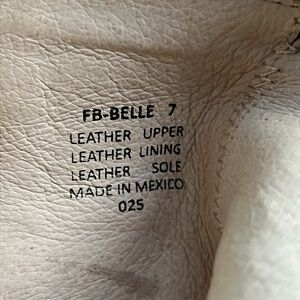 FB-BELLE 7
LEATHER UPPER
LEATHER LINING
LEATHER SOLE
MADE IN MEXICO
025